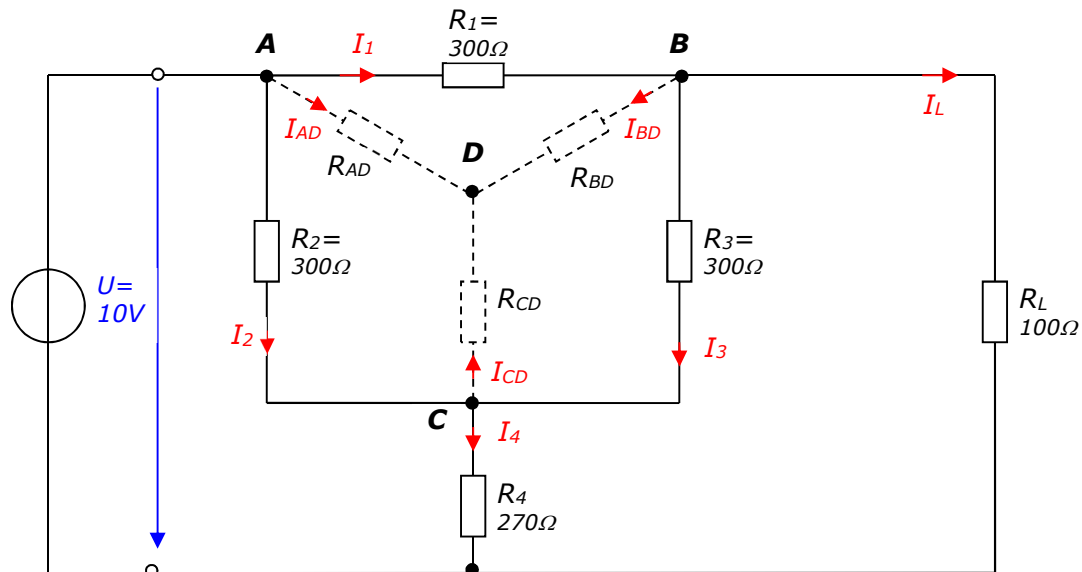 R1=
300Ω
A
I1
B
IL
IAD
RAD
D
IBD
RBD
R2=
300Ω
R3=
300Ω
U=
10V
RCD
RL
100Ω
I2
I3
ICD
C
I4
R4
270Ω